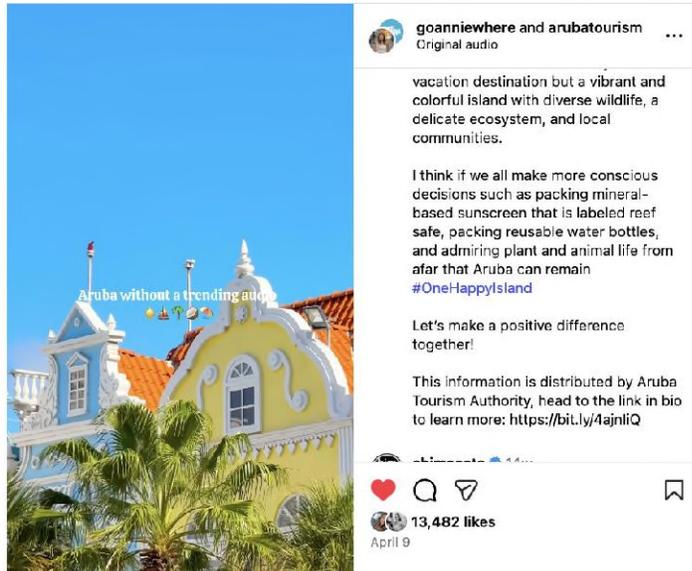 Aruba without a trending audio
goanniewhere and arubatourism
Original audio
vacation destination but a vibrant and
colorful island with diverse wildlife, a
delicate ecosystem, and local
communities.
I think if we all make more conscious
decisions such as packing mineral-
based sunscreen that is labeled reef
safe, packing reusable water bottles,
and admiring plant and animal life from
afar that Aruba can remain
#OneHappyIsland
Let's make a positive difference
together!
This information is distributed by Aruba
Tourism Authority, head to the link in bio
to learn more: https://bit.ly/4ajnliQ
13,482 likes
April 9